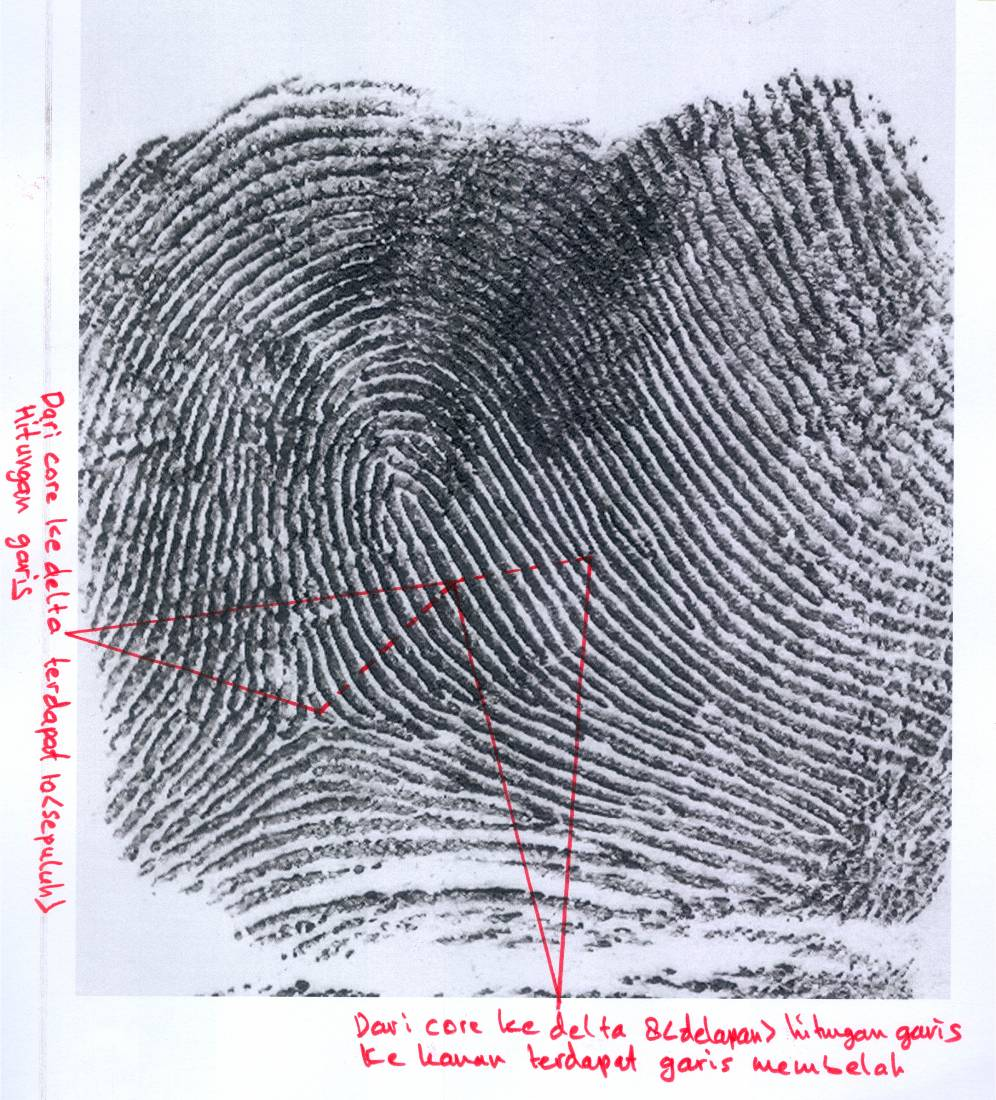 Dari core ke delta terdapat 10<sepuluh>
Hitungan garis
Dari core ke delta 8<delapan> hitungan garis
ke kanan terdapat garis membelah